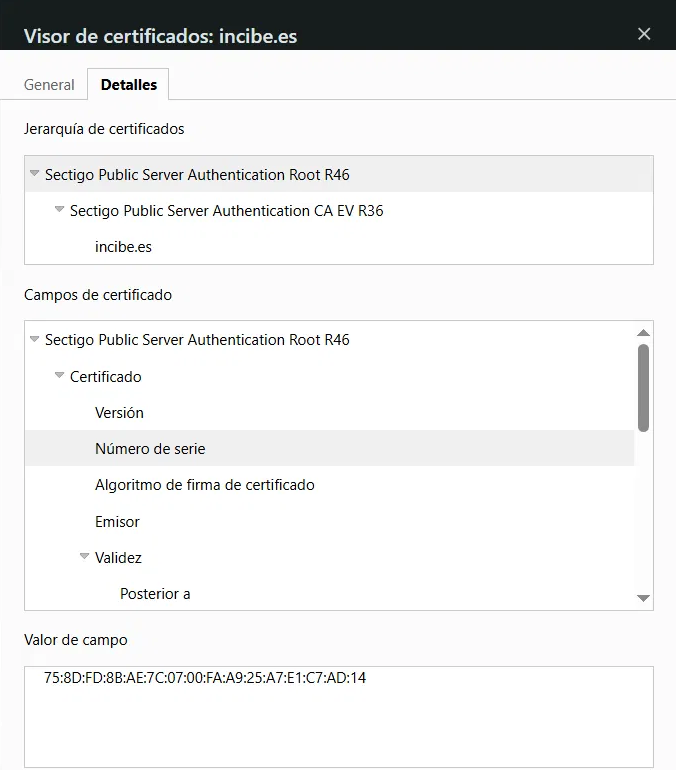 Visor de certificados: incibe.es
General
Detalles
Jerarquía de certificados
Sectigo Public Server Authentication Root R46
Sectigo Public Server Authentication CA EV R36
incibe.es
Campos de certificado
Sectigo Public Server Authentication Root R46
Certificado
Versión
Número de serie
Algoritmo de firma de certificado
Emisor
Validez
Posterior a
Valor de campo
75:8D:FD:8B:AE:7C:07:00:FA:A9:25:A7:E1:C7:AD:14